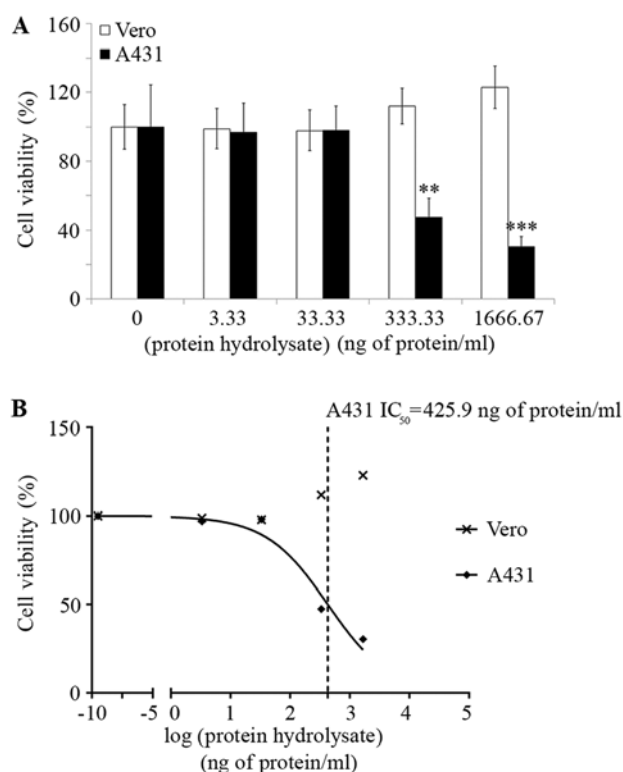 A
Vero
A431
Cell viability (%)
160
120
80
40
0
**
***
0 3.33 33.33 333.33 1666.67
(protein hydrolysate) (ng of protein/ml)
B
A431 IC50=425.9 ng of protein/ml
Cell viability (%)
150
100
50
0
Vero
A431
-10 -5 0 1 2 3 4 5
log (protein hydrolysate)
(ng of protein/ml)